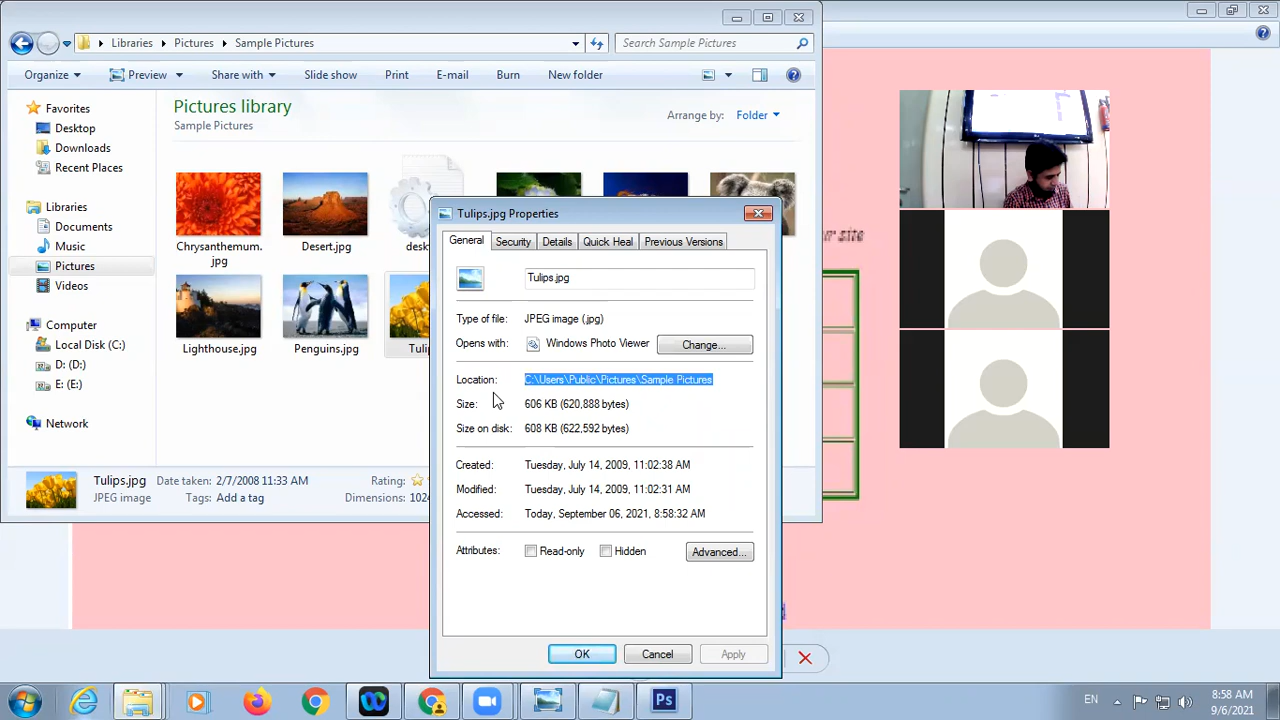 Libraries Pictures Sample Pictures
Search Sample Pictures
Organize Preview Share with Slide show Print E-mail Burn New folder
Favorites
Desktop
Downloads
Recent Places
Libraries
Documents
Music
Pictures
Videos
Computer
Local Disk (C:)
D: (D:)
E: (E:)
Network
Pictures library
Sample Pictures
Arrange by: Folder
Chrysanthemum.
jpg
Desert.jpg
Lighthouse.jpg
Penguins.jpg
Tulips.jpg Properties
General Security Details Quick Heal Previous Versions
Tulips.jpg
Type of file: JPEG image (.jpg)
Opens with: Windows Photo Viewer Change...
Location: C:\Users\Public\Pictures\Sample Pictures
Size: 606 KB (620,888 bytes)
Size on disk: 608 KB (622,592 bytes)
Created: Tuesday, July 14, 2009, 11:02:38 AM
Modified: Tuesday, July 14, 2009, 11:02:31 AM
Accessed: Today, September 06, 2021, 8:58:32 AM
Attributes: Read-only Hidden Advanced...
OK Cancel Apply
Tulips.jpg Date taken: 2/7/2008 11:33 AM Rating:
JPEG image Tags: Add a tag Dimensions:
site
Ps
EN
8:58 AM
9/6/2021